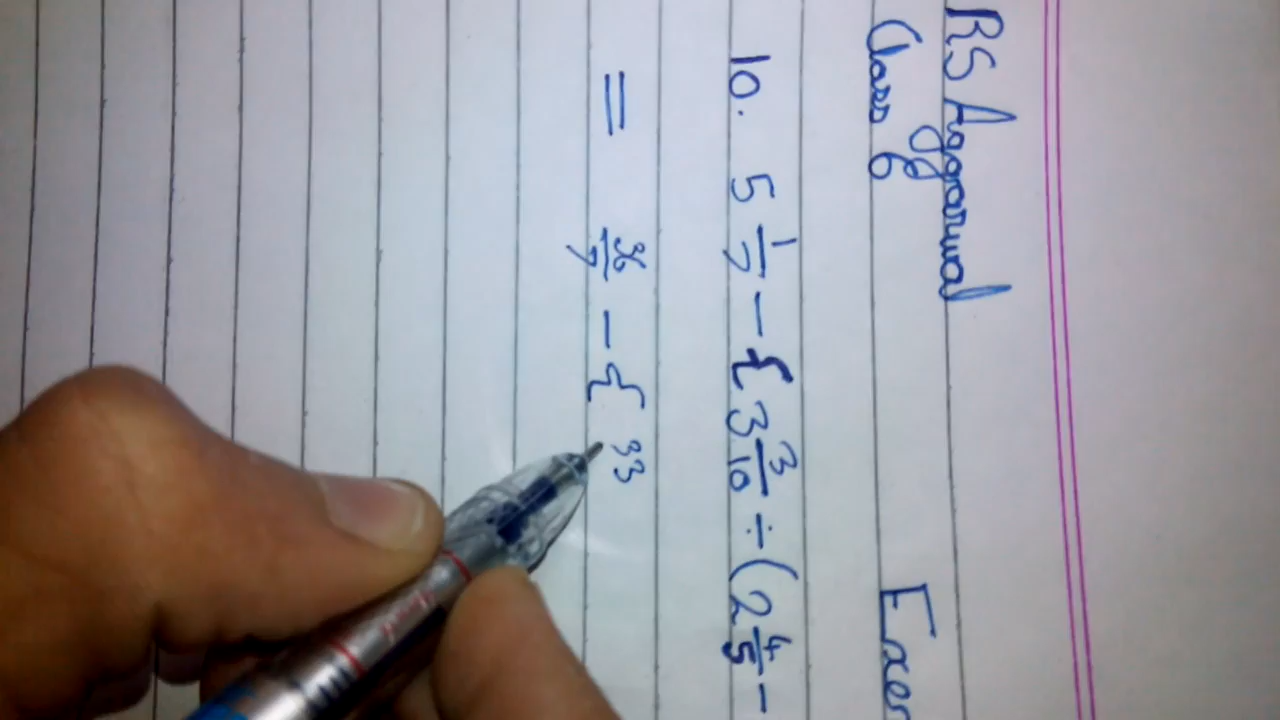 RS Aggarwal
Class 6 Exer
10. 5 1/7 - { 3 3/10 ÷ ( 2 4/5 -
= 36/7 - { 33